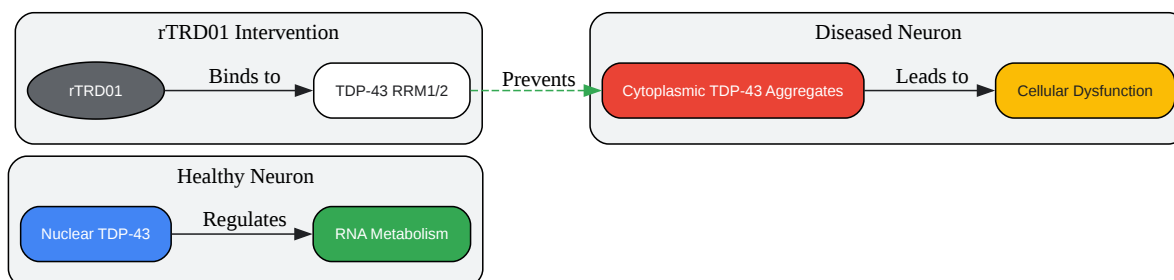 rTRD01 Intervention
rTRD01
Binds to
TDP-43 RRM1/2
Prevents
Diseased Neuron
Cytoplasmic TDP-43 Aggregates
Leads to
Cellular Dysfunction
Healthy Neuron
Nuclear TDP-43
Regulates
RNA Metabolism